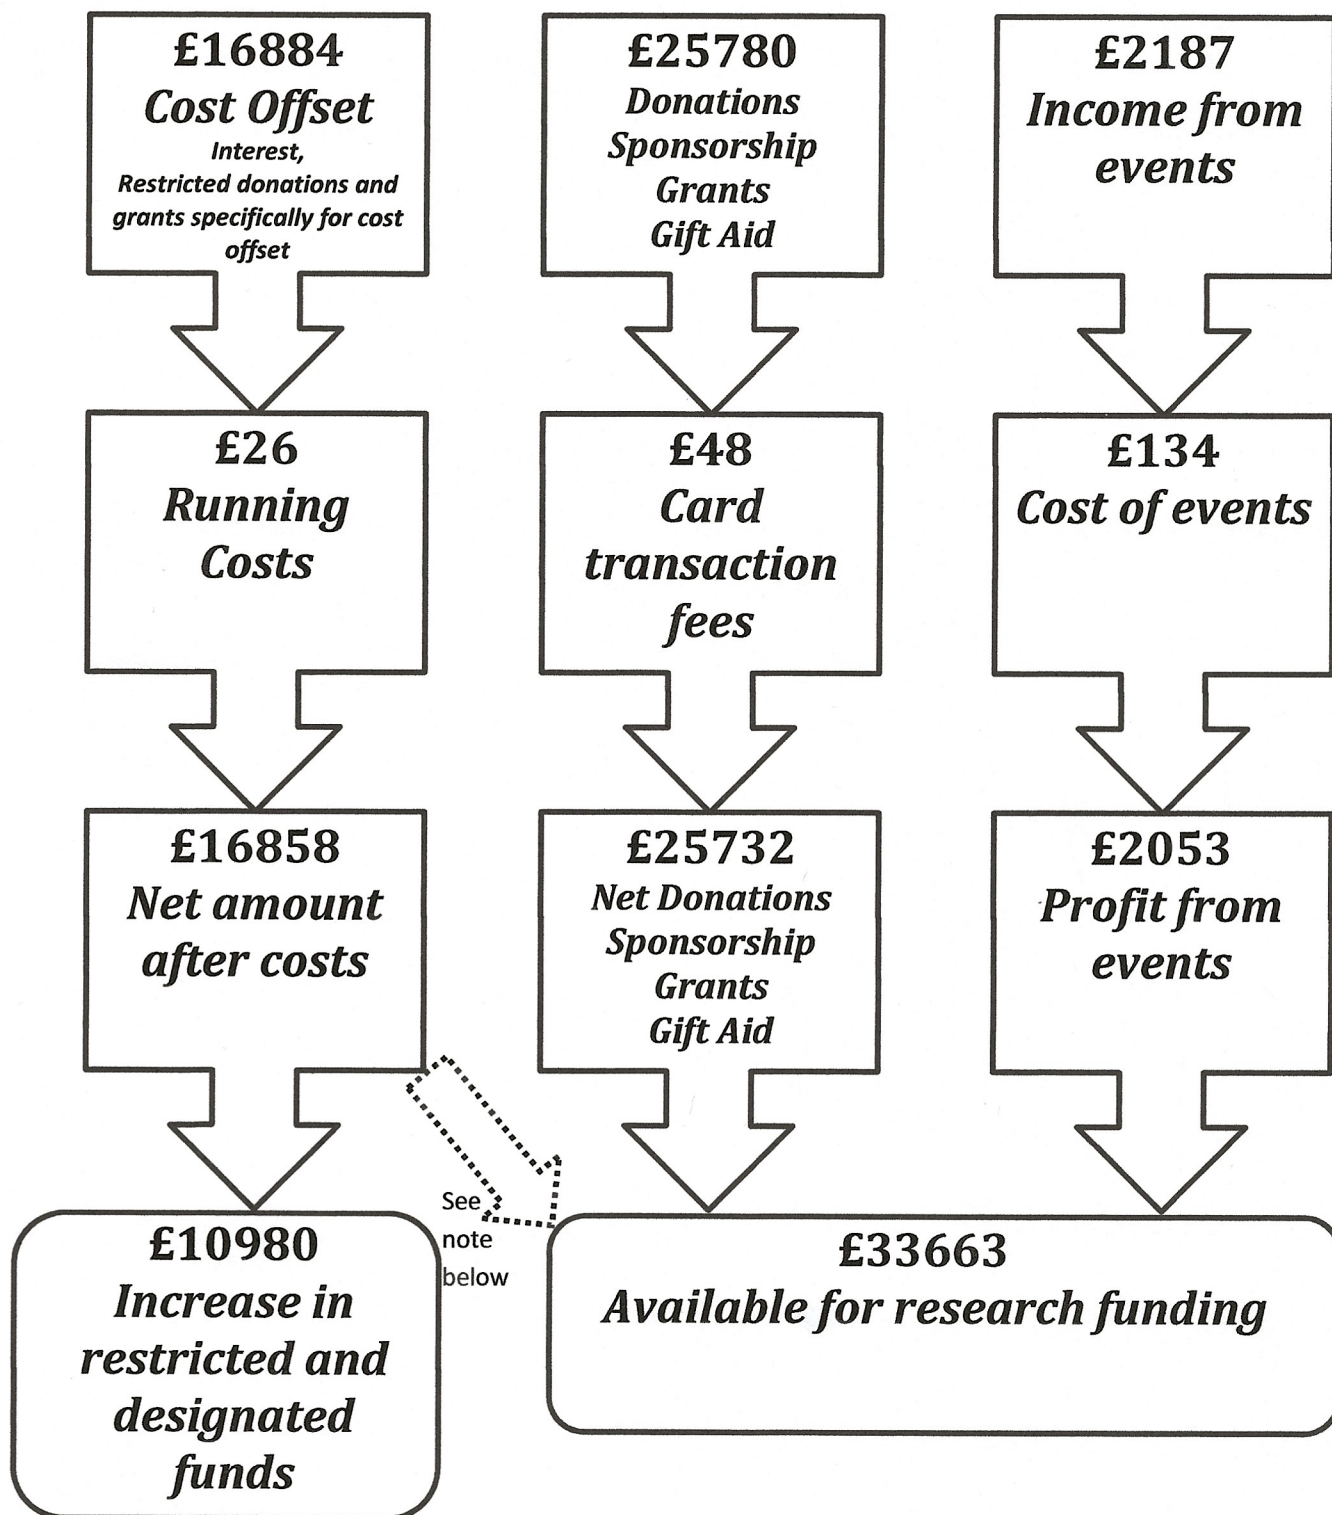 £16884
Cost Offset
Interest,
Restricted donations and
grants specifically for cost
offset
£25780
Donations
Sponsorship
Grants
Gift Aid
£2187
Income from
events
£26
Running
Costs
£48
Card
transaction
fees
£134
Cost of events
£16858
Net amount
after costs
£25732
Net Donations
Sponsorship
Grants
Gift Aid
£2053
Profit from
events
See
note
below
£10980
Increase in
restricted and
designated
funds
£33663
Available for research funding